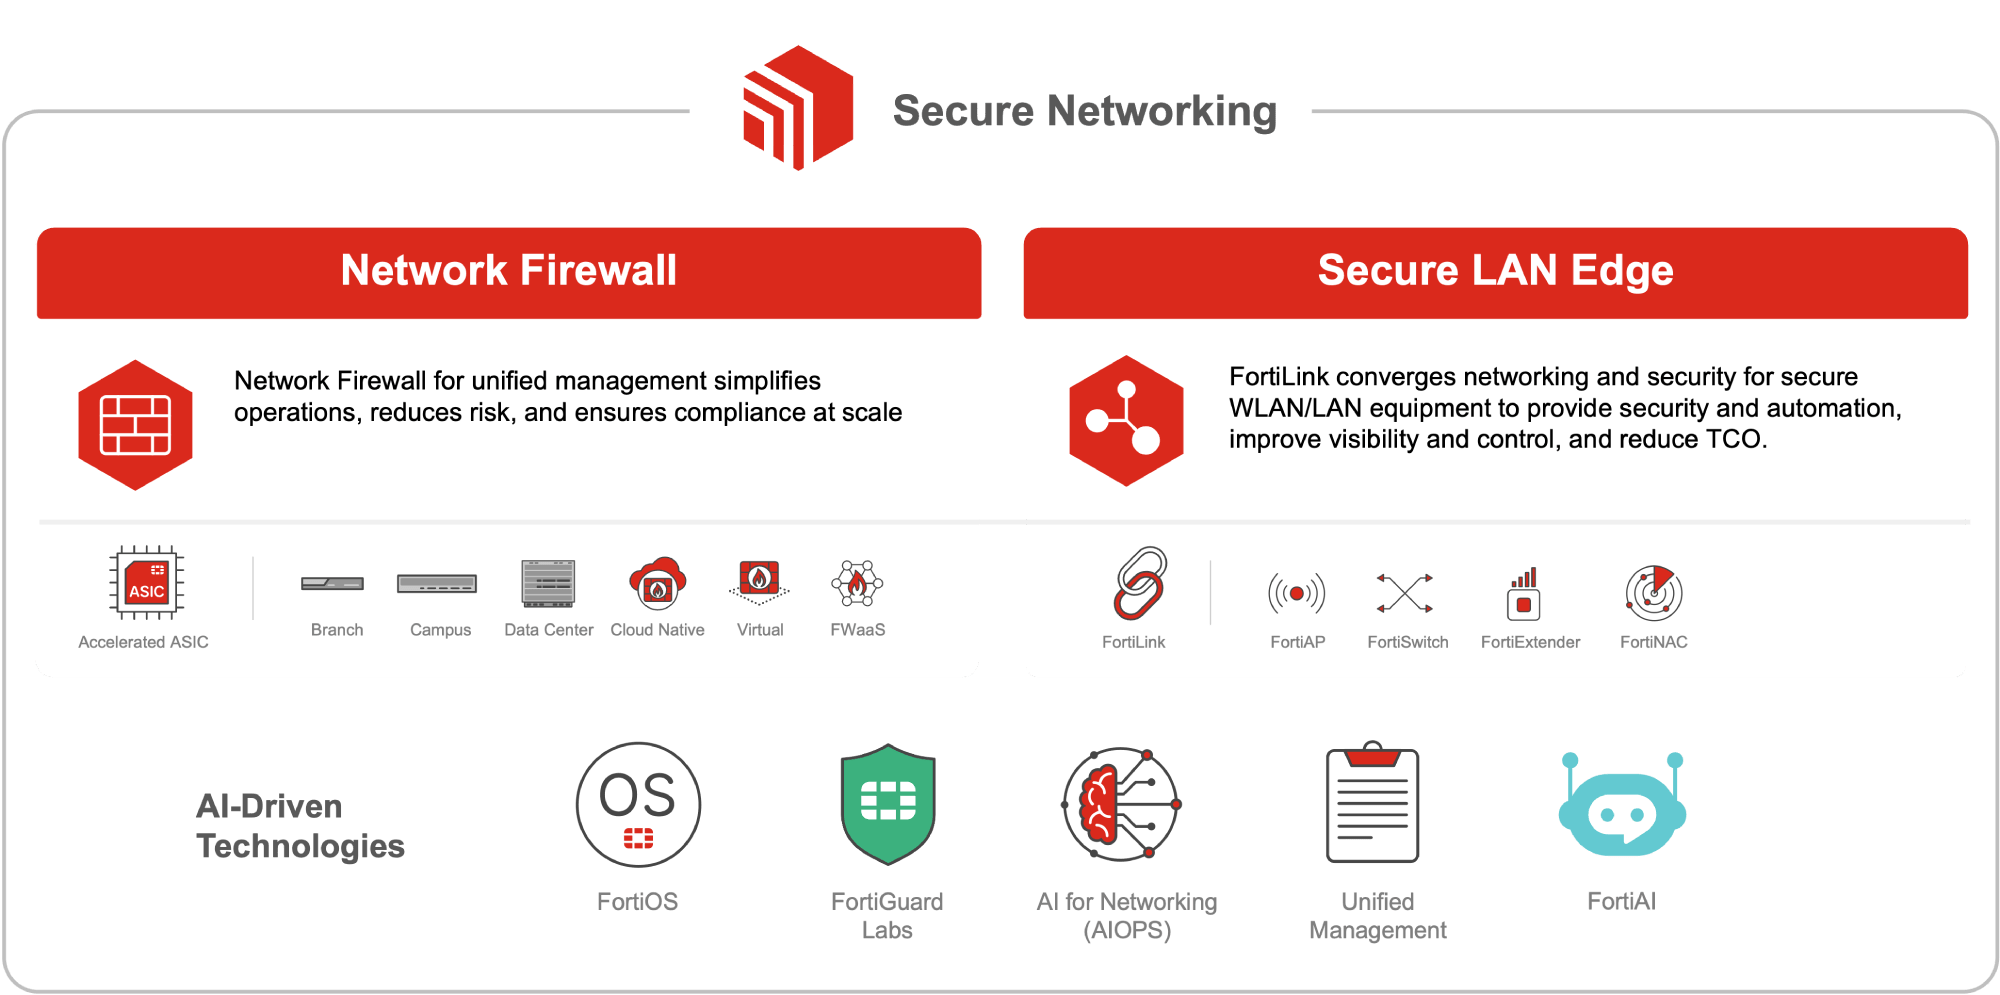 Secure Networking
Network Firewall
Network Firewall for unified management simplifies
operations, reduces risk, and ensures compliance at scale
ASIC
Accelerated ASIC
Branch
Campus
Data Center
Cloud Native
Virtual
FWaaS
Secure LAN Edge
FortiLink converges networking and security for secure
WLAN/LAN equipment to provide security and automation,
improve visibility and control, and reduce TCO.
FortiLink
FortiAP
FortiSwitch
FortiExtender
FortiNAC
AI-Driven
Technologies
OS
FortiOS
FortiGuard
Labs
AI for Networking
(AIOPS)
Unified
Management
FortiAI